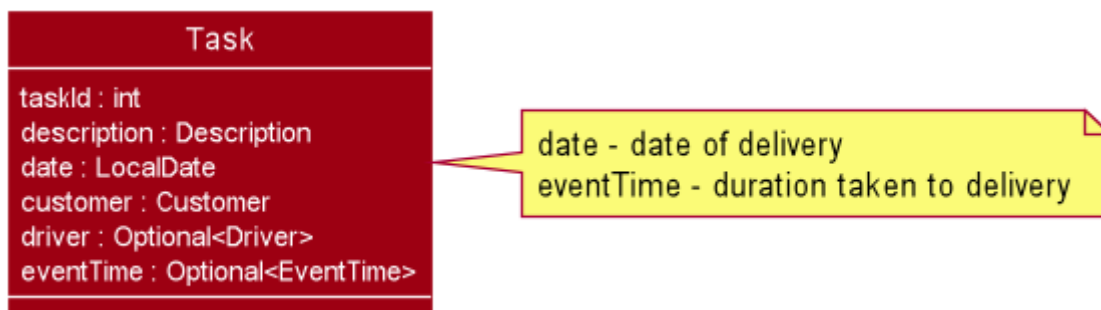 Task
taskId : int
description : Description
date : LocalDate
customer : Customer
driver : Optional<Driver>
eventTime : Optional<EventTime>
date - date of delivery
eventTime - duration taken to delivery